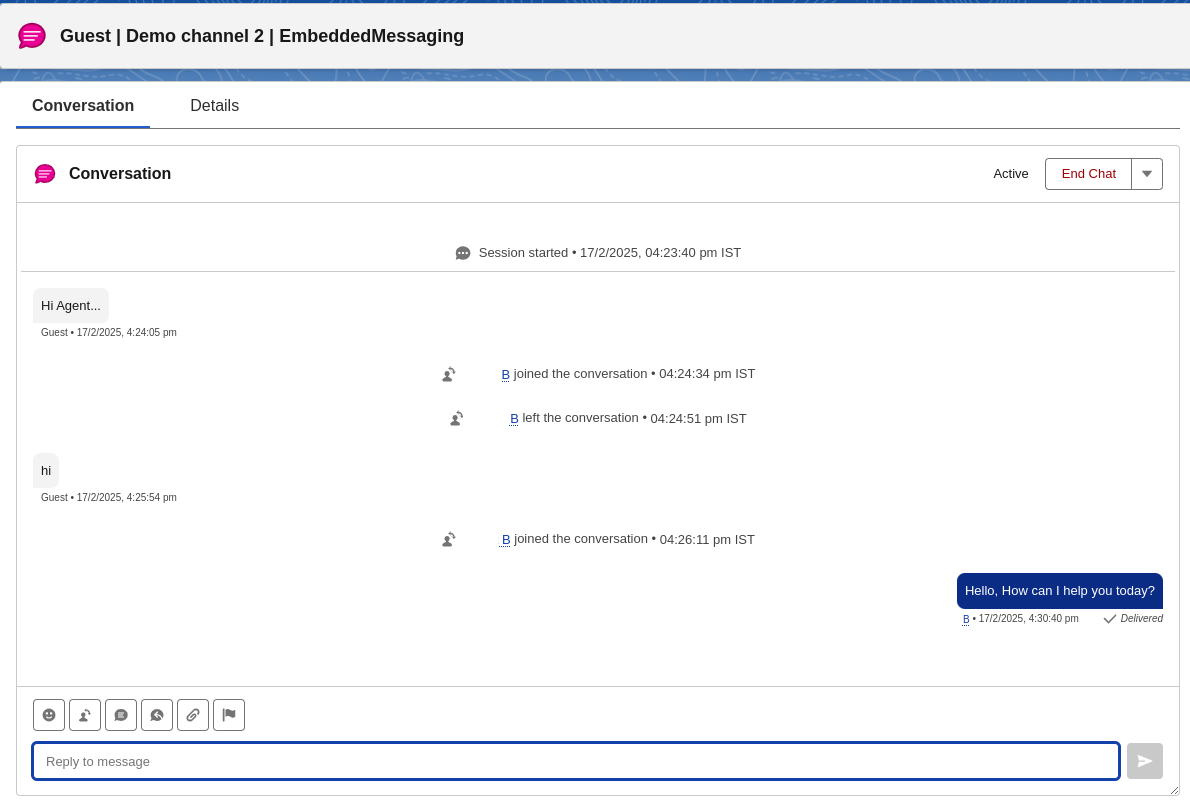 Guest | Demo channel 2 | EmbeddedMessaging
Conversation Details
Conversation Active End Chat
Session started • 17/2/2025, 04:23:40 pm IST
Hi Agent...
Guest • 17/2/2025, 4:24:05 pm
B joined the conversation • 04:24:34 pm IST
B left the conversation • 04:24:51 pm IST
hi
Guest • 17/2/2025, 4:25:54 pm
B joined the conversation • 04:26:11 pm IST
Hello, How can I help you today?
B • 17/2/2025, 4:30:40 pm Delivered
Reply to message